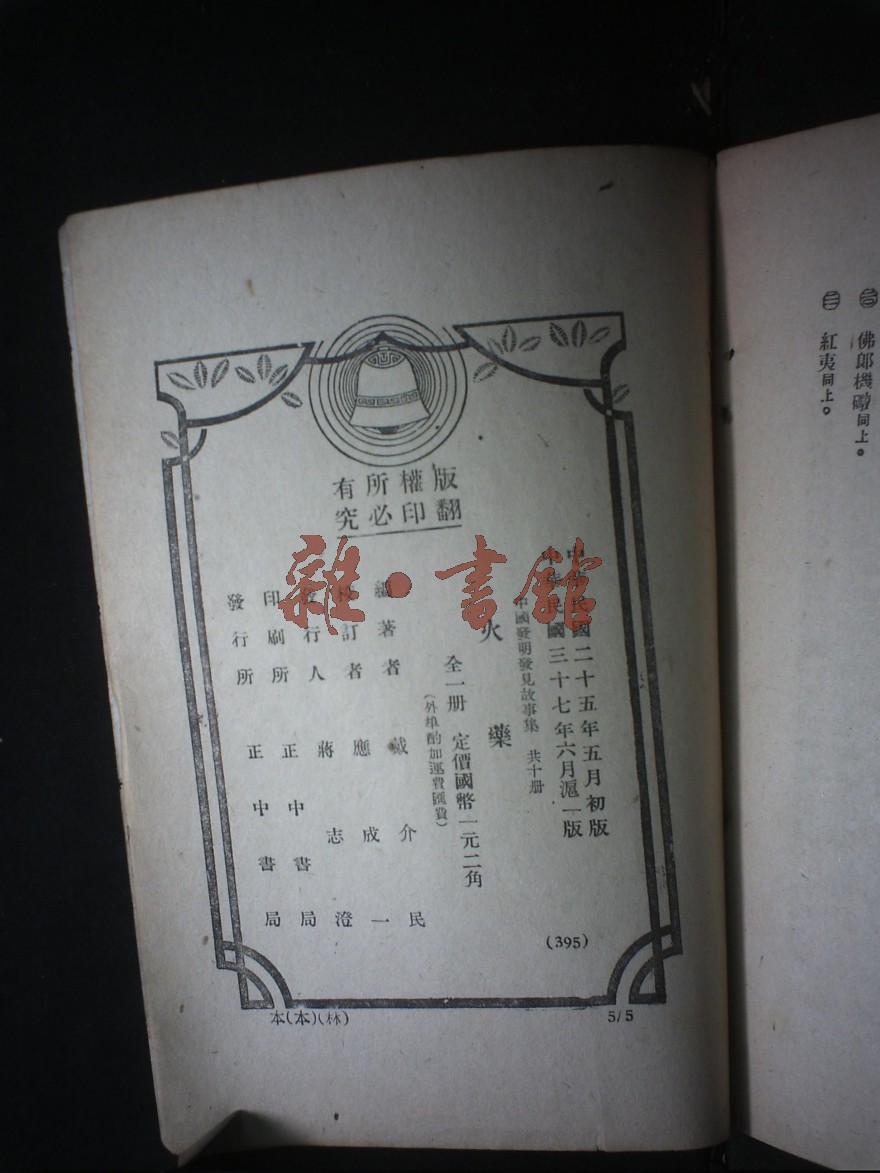 版權所有
翻印必究
中華民國二十五年五月初版
中華民國三十七年六月滬一版
(395)
中國發明發見故事集 共十册
火藥
全一册 定價國幣一元二角
(外埠酌加運費匯費)
編著者 戴介民
校訂者 應成一
發行人 蔣志澄
印刷所 正中書局
發行所 正中書局
本(本)(林)
5/5
佛郎機礮同上。
紅夷同上。
雜·書館